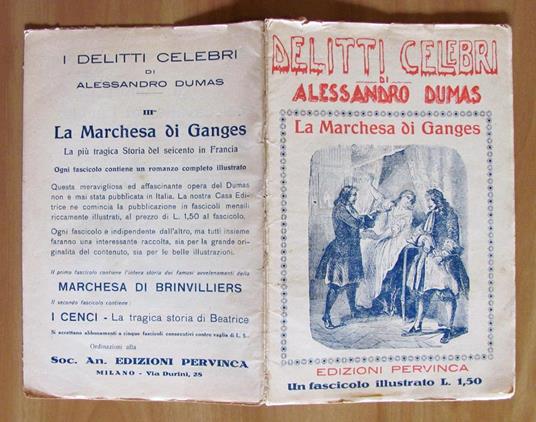 I DELITTI CELEBRI
DI
ALESSANDRO DUMAS
IIIº
La Marchesa di Ganges
La più tragica Storia del seicento in Francia
Ogni fascicolo contiene un romanzo completo illustrato
Questa meravigliosa ed affascinante opera del Dumas
non e mai stata pubblicata in Italia. La nostra Casa Edi-
trice ne comincia la pubblicazione in fascicoli mensili
riccamente illustrati, al prezzo di L. 1,50 al fascicolo.
Ogni fascicolo e indipendente dall'altro, ma tutti insieme
faranno una interessante raccolta, sia per la grande ori-
ginalità del contenuto, sia per le belle illustrazioni.
Il primo fascicolo contiene l'intera storia dei famosi avvelenamenti della
MARCHESA DI BRINVILLIERS
Il secondo fascicolo contiene:
I CENCI - La tragica storia di Beatrice
Si accettano abbonamenti a cinque fascicoli consecutivi contro vaglia di L.
Ordinazioni alla
Soc. An. EDIZIONI PERVINCA
MILANO - Via Durini, 28
DELITTI CELEBRI
DI
ALESSANDRO DUMAS
La Marchesa di Ganges
EDIZIONI PERVINCA
Un fascicolo illustrato L. 1,50